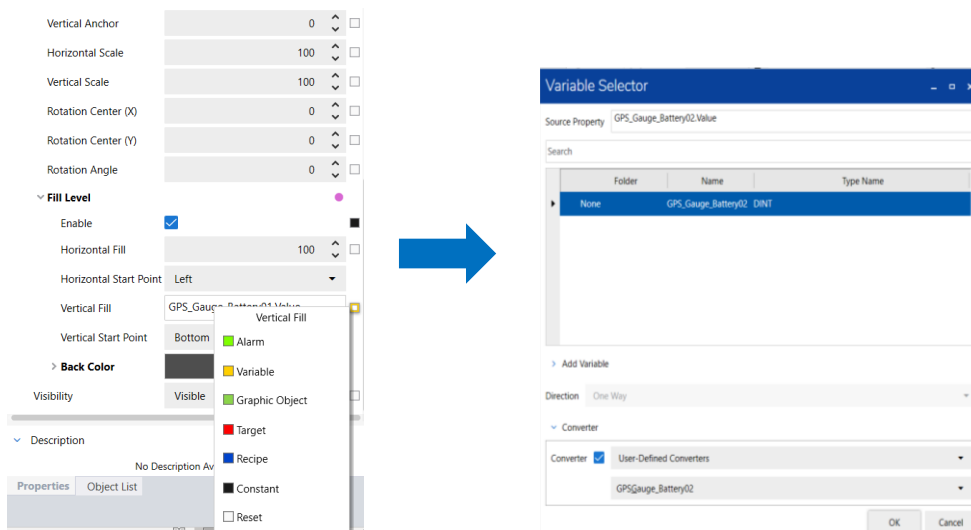 Vertical Anchor 0
Horizontal Scale 100
Vertical Scale 100
Rotation Center (X) 0
Rotation Center (Y) 0
Rotation Angle 0
Fill Level
Enable
Horizontal Fill 100
Horizontal Start Point Left
Vertical Fill
Vertical Start Point Bottom
Back Color
Visibility Visible
Description
No Description Av
Properties Object List
Vertical Fill
Alarm
Variable
Graphic Object
Target
Recipe
Constant
Reset
Variable Selector
Source Property GPS_Gauge_Battery02.Value
Search
Folder Name Type Name
None GPS_Gauge_Battery02 DINT
Add Variable
Direction One Way
Converter
Converter User-Defined Converters
GPSGauge_Battery02
OK Cancel